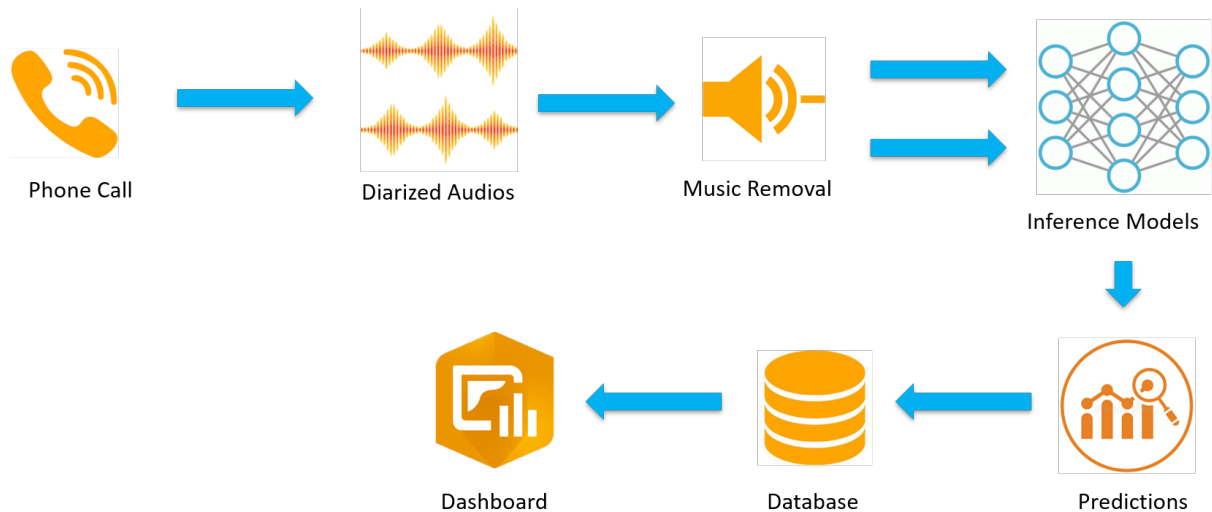 Phone Call
Diarized Audios
Music Removal
Inference Models
Dashboard
Database
Predictions